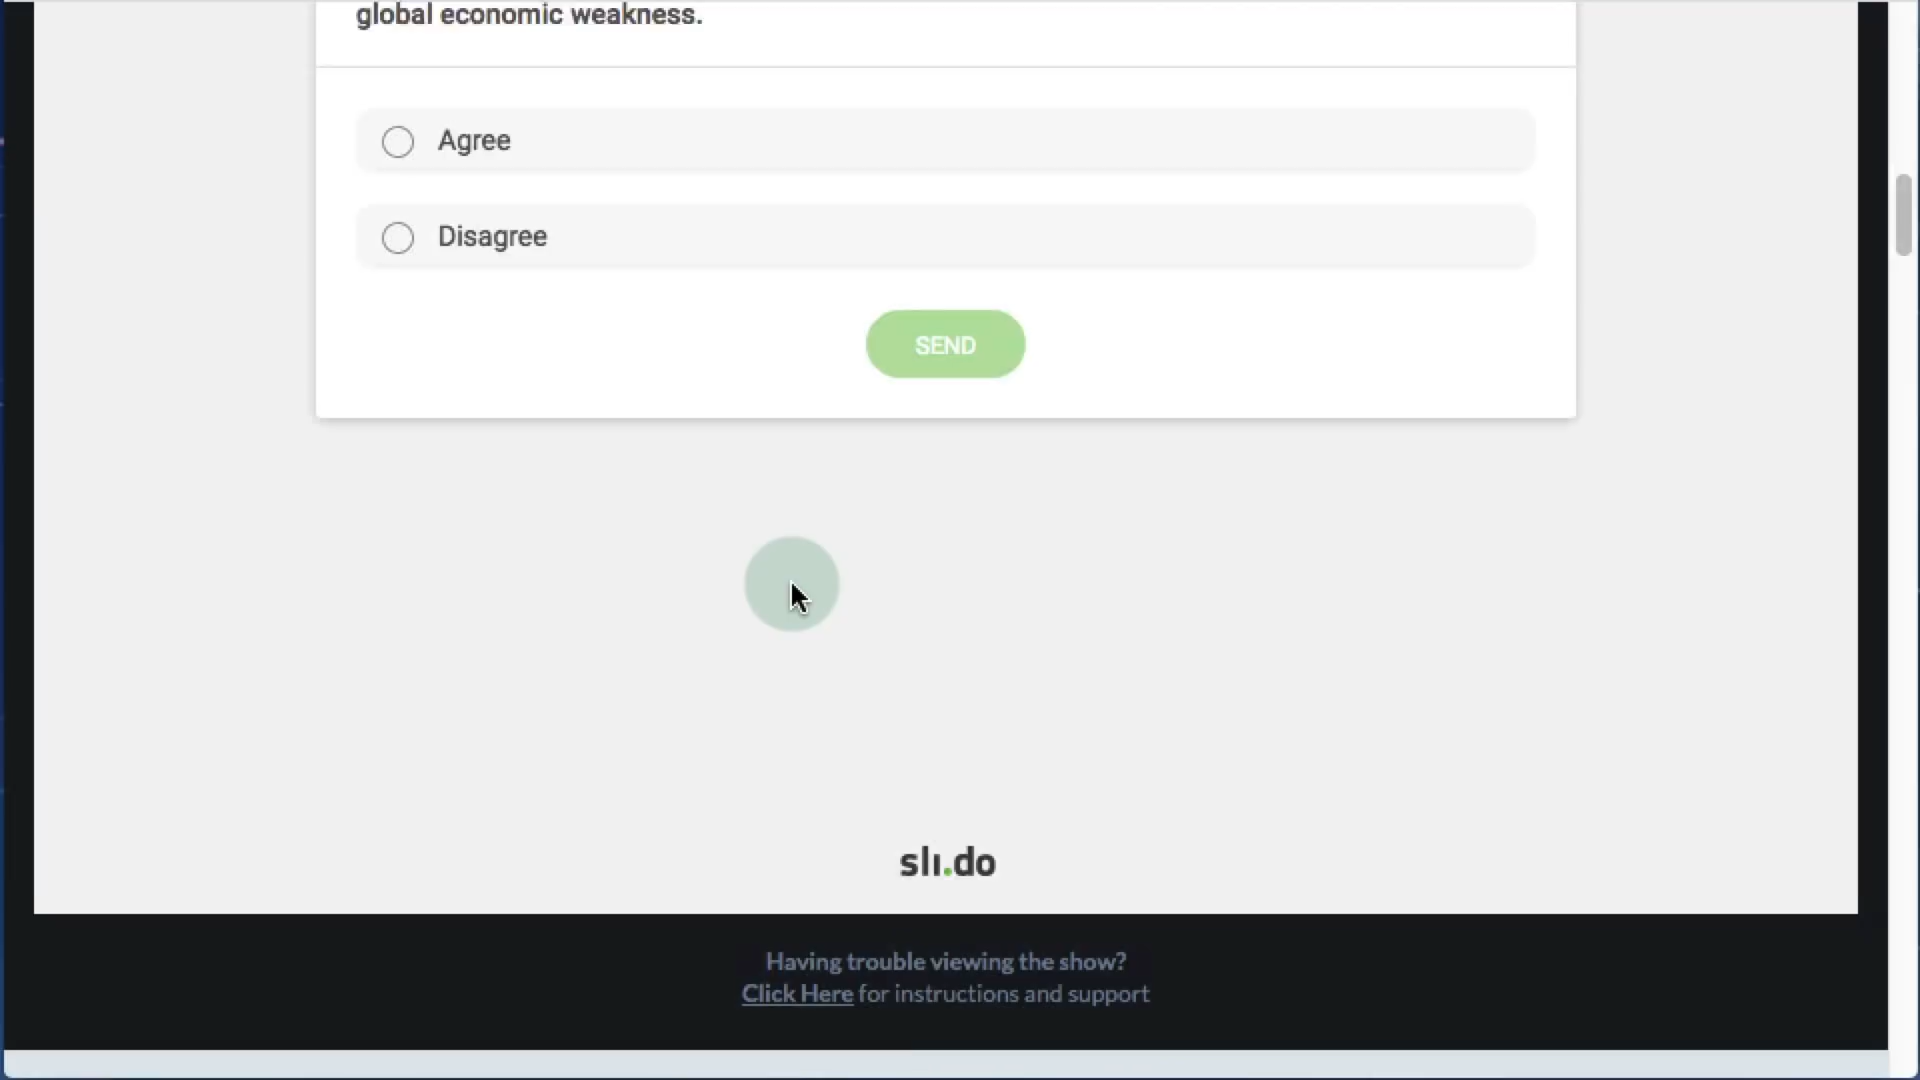 global economic weakness.
Agree
Disagree
SEND
sli.do
Having trouble viewing the show?
Click Here for instructions and support